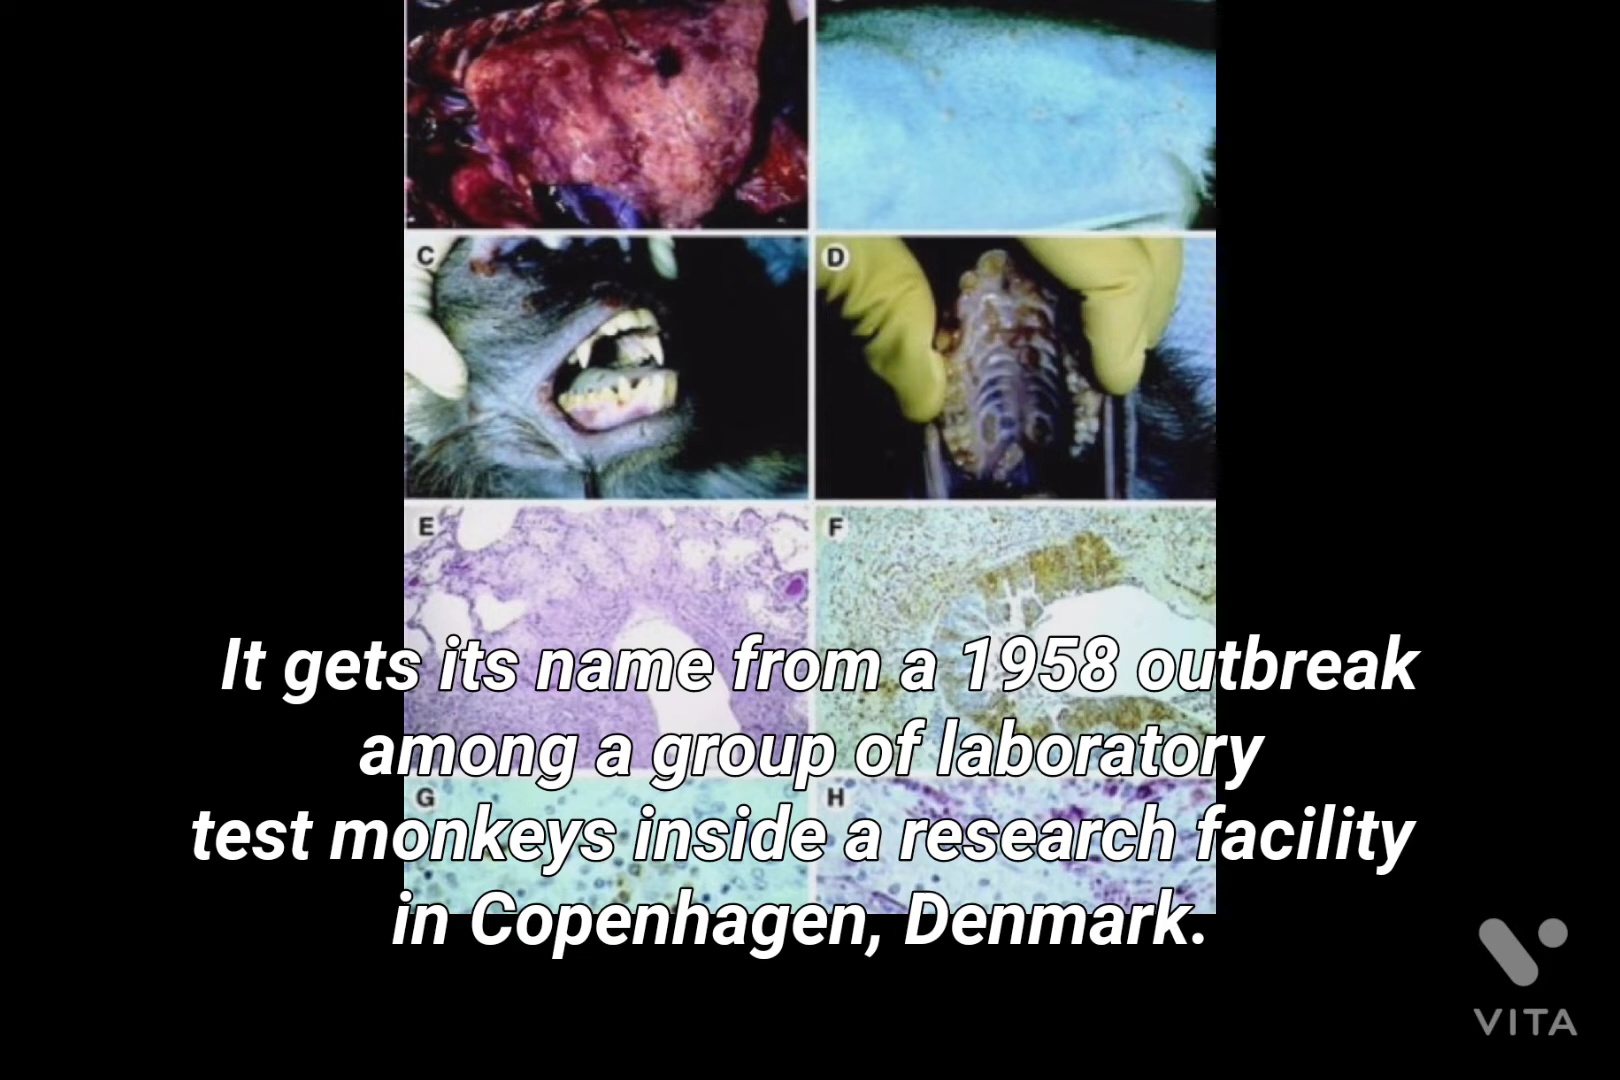 C
D
E
F
It gets its name from a 1958 outbreak
among a group of laboratory
G
H
test monkeys inside a research facility
in Copenhagen, Denmark.
VITA